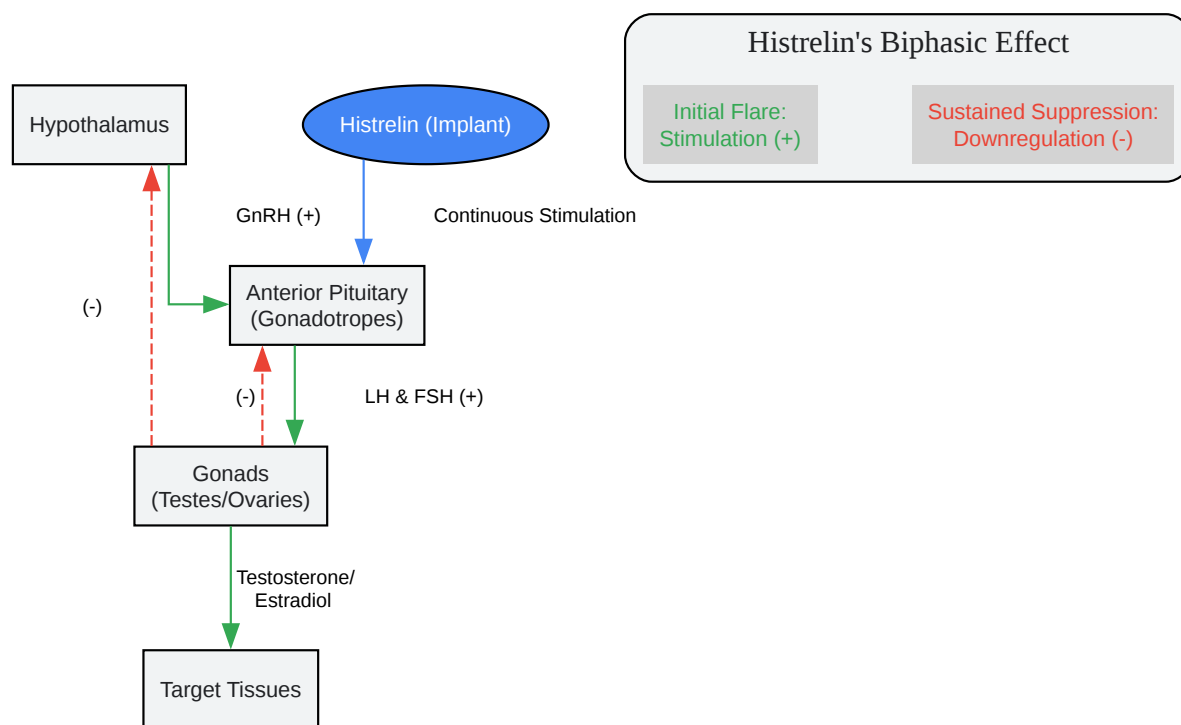 Histrelin's Biphasic Effect
Initial Flare:
Stimulation (+)
Sustained Suppression:
Downregulation (-)
Hypothalamus
Histrelin (Implant)
GnRH (+)
Continuous Stimulation
Anterior Pituitary
(Gonadotropes)
(-)
(-)
LH & FSH (+)
Gonads
(Testes/Ovaries)
Testosterone/
Estradiol
Target Tissues